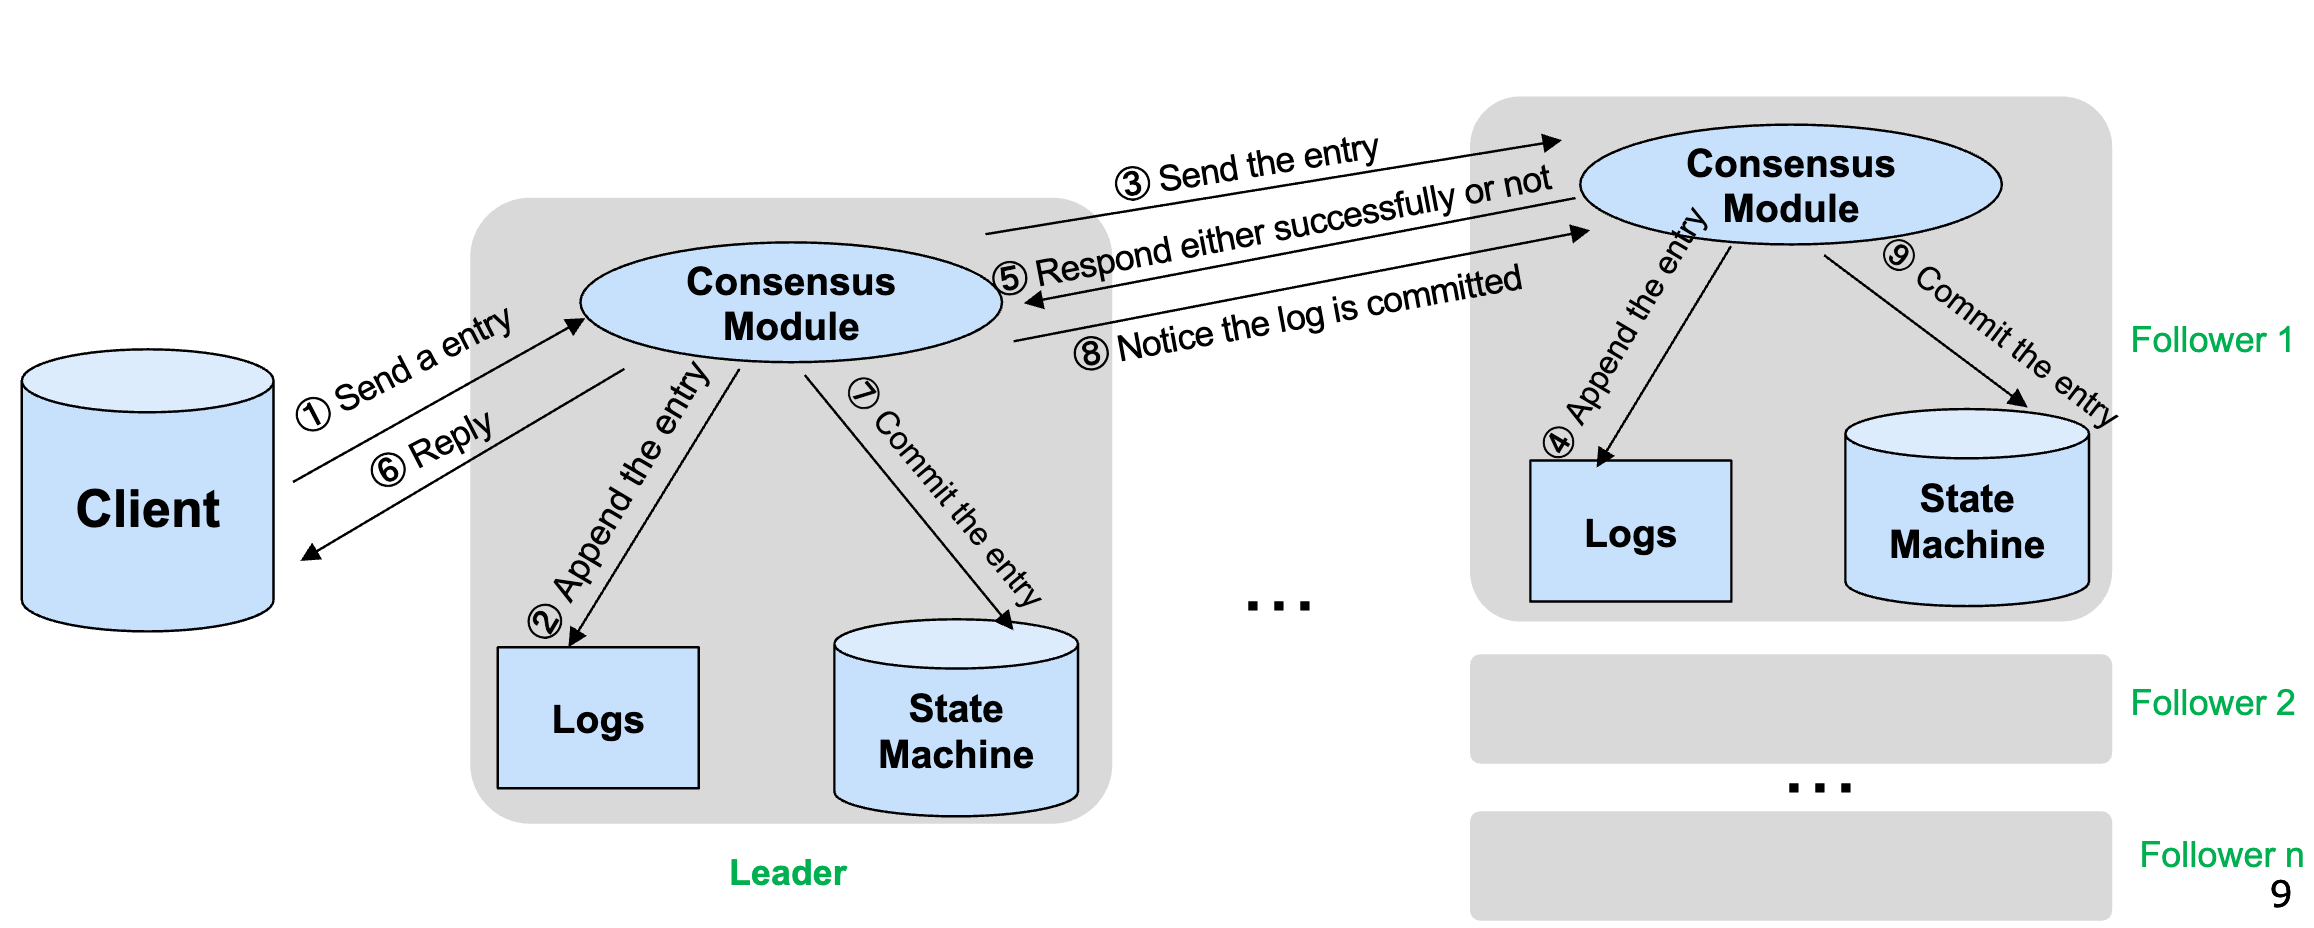 Client
① Send a entry
⑥ Reply
Consensus
Module
② Append the entry
⑦ Commit the entry
Logs
State
Machine
Leader
③ Send the entry
⑤ Respond either successfully or not
⑧ Notice the log is committed
...
Consensus
Module
④ Append the entry
⑨ Commit the entry
Logs
State
Machine
Follower 1
Follower 2
...
Follower n
9